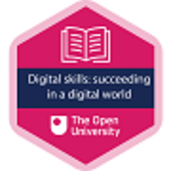 Digital skills: succeeding
in a digital world
The Open
University